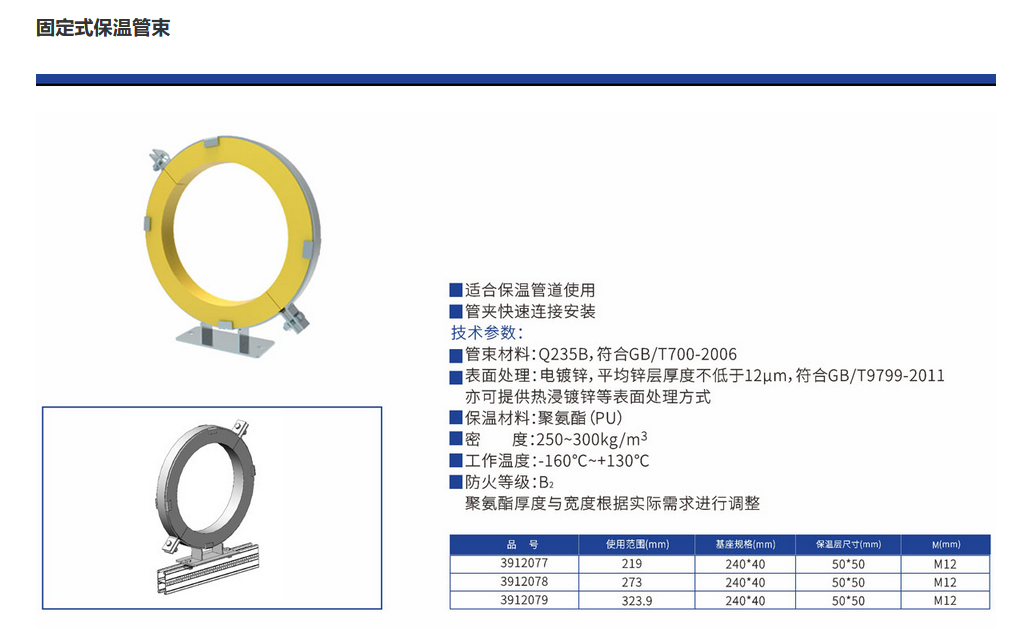 固定式保温管束
■适合保温管道使用
■管夹快速连接安装
技术参数：
■管束材料：Q235B，符合GB/T700-2006
■表面处理：电镀锌，平均锌层厚度不低于12μm，符合GB/T9799-2011
亦可提供热浸镀锌等表面处理方式
■保温材料：聚氨酯（PU）
■密 度：250~300kg/m³
■工作温度：-160℃~+130℃
■防火等级：B₂
聚氨酯厚度与宽度根据实际需求进行调整
品 号 使用范围(mm) 基座规格(mm) 保温层尺寸(mm) M(mm)
3912077 219 240*40 50*50 M12
3912078 273 240*40 50*50 M12
3912079 323.9 240*40 50*50 M12